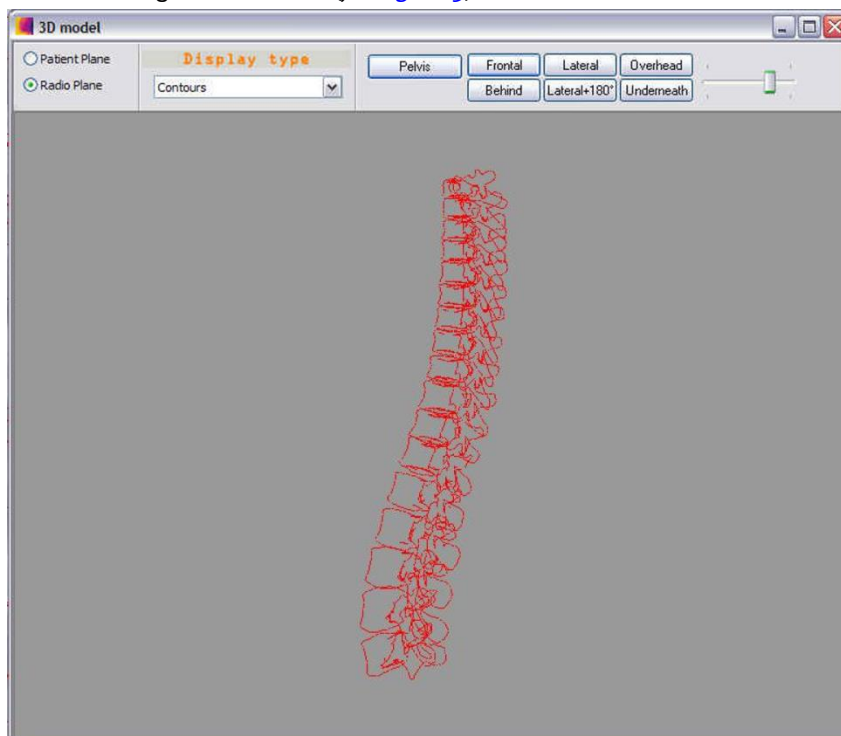 3D model
Patient Plane
Radio Plane
Display type
Contours
Pelvis
Frontal
Lateral
Overhead
Behind
Lateral+180°
Underneath